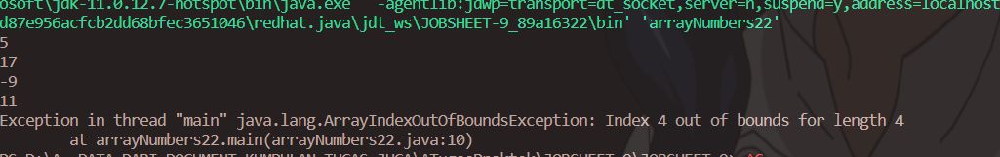 osoft\jdk-11.0.12.7-hotspot\bin\java.exe' '-agentlib:jdwp=transport=dt_socket,server=n,suspend=y,address=localhost
d87e956acfcb2dd68bfec3651046\redhat.java\jdt_ws\JOBSHEET-9_89a16322\bin' 'arrayNumbers22'
5
17
-9
11
Exception in thread "main" java.lang.ArrayIndexOutOfBoundsException: Index 4 out of bounds for length 4
at arrayNumbers22.main(arrayNumbers22.java:10)